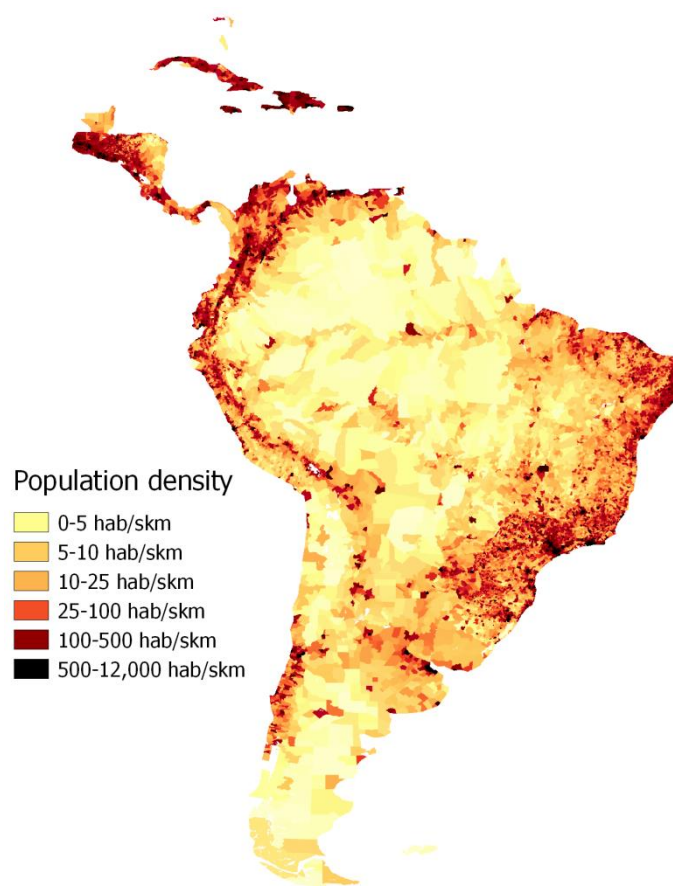 Population density
0-5 hab/skm
5-10 hab/skm
10-25 hab/skm
25-100 hab/skm
100-500 hab/skm
500-12,000 hab/skm